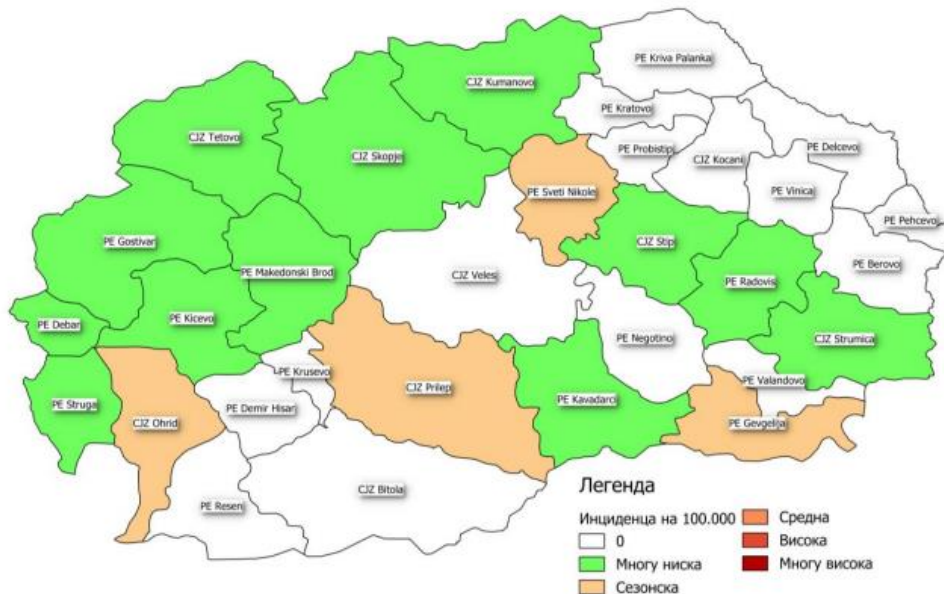 PE Kriva Palanka
CJZ Kumanovo
PE Kratovo
CJZ Tetovo
PE Delcevo
PE Probistip
CJZ Skopje
CJZ Kocani
PE Vinica
PE Sveti Nikole
PE Pehcevo
PE Gostivar
CJZ Stip
PE Berovo
PE Makedonski Brod
CJZ Veles
PE Radovis
PE Kicevo
PE Debar
PE Negotino
CJZ Strumica
PE Krusevo
PE Valandovo
CJZ Prilep
PE Kavadarci
PE Struga
PE Demir Hisar
CJZ Ohrid
PE Gevgelija
CJZ Bitola
PE Resen
Легенда
Инциденца на 100.000
0
Многу ниска
Сезонска
Средна
Висока
Многу висока